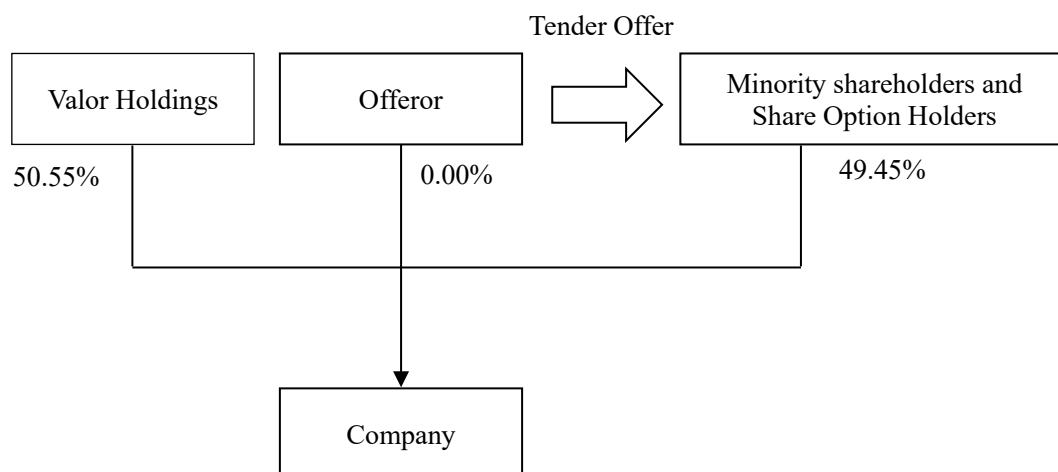 Tender Offer
Valor Holdings
Offeror
Minority shareholders and
Share Option Holders
50.55%
0.00%
49.45%
Company